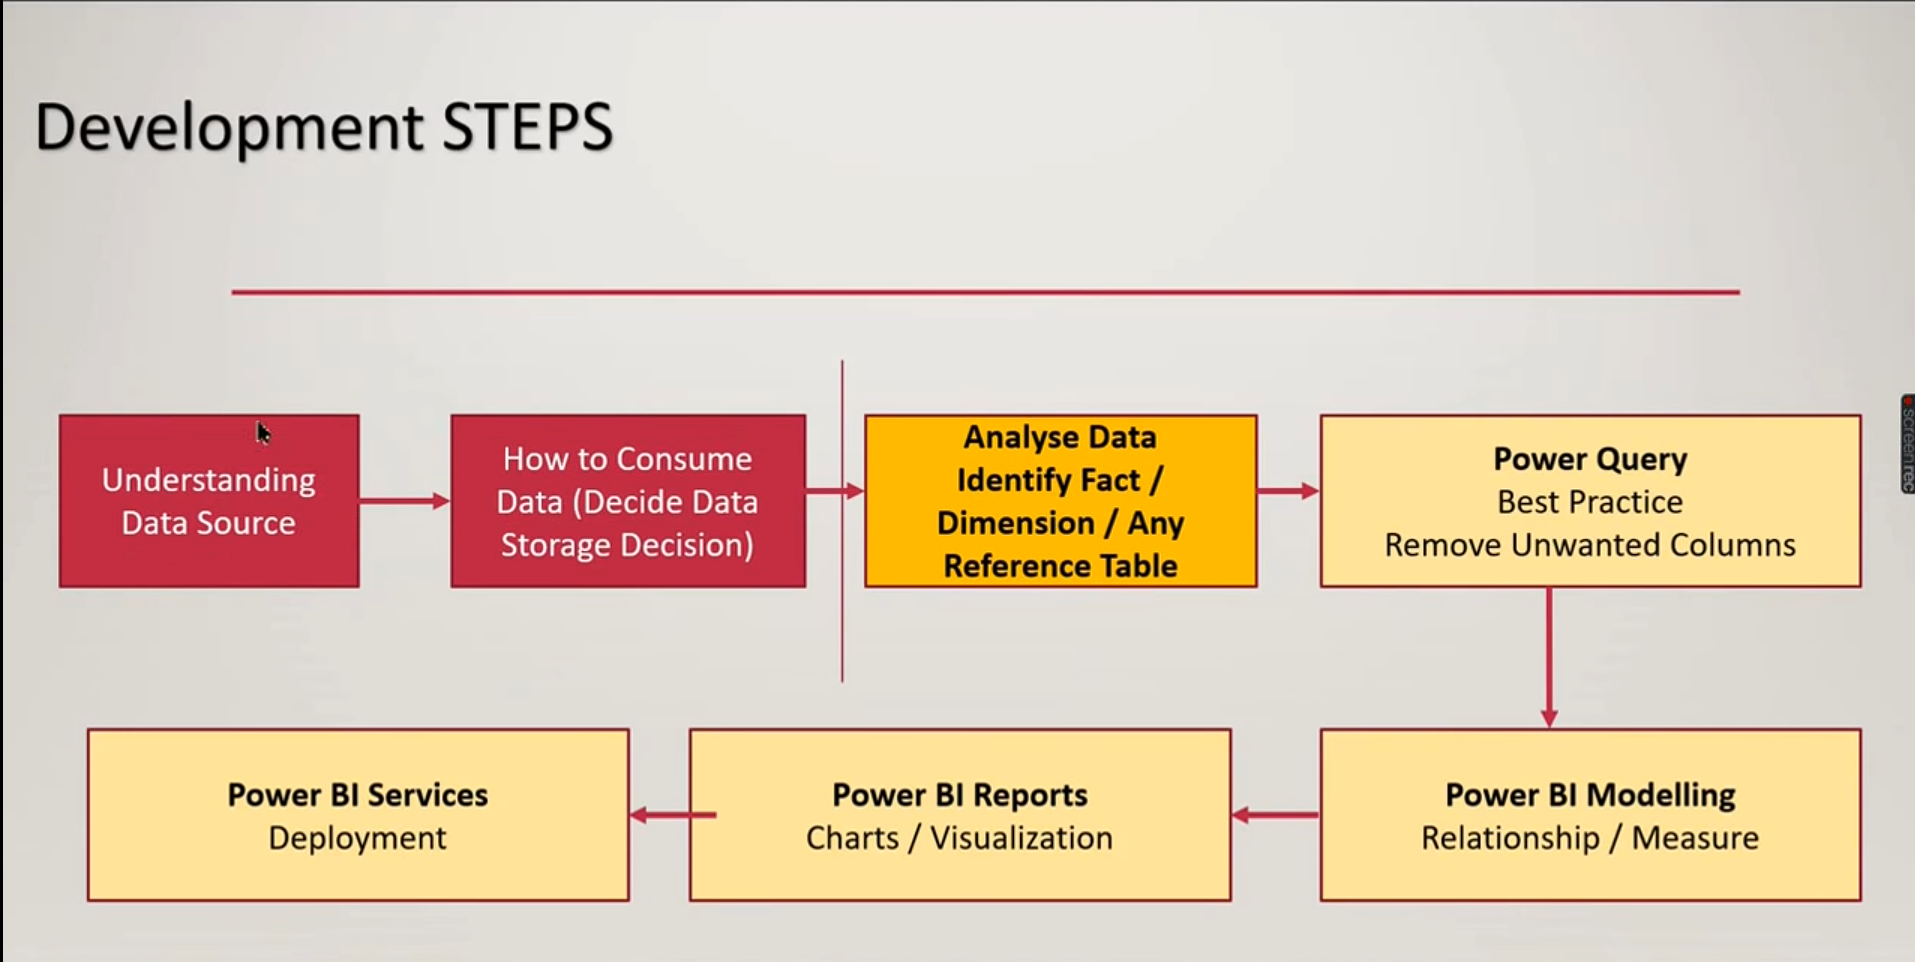 Development STEPS
Understanding
Data Source
How to Consume
Data (Decide Data
Storage Decision)
Analyse Data
Identify Fact /
Dimension / Any
Reference Table
Power Query
Best Practice
Remove Unwanted Columns
Power BI Services
Deployment
Power BI Reports
Charts / Visualization
Power BI Modelling
Relationship / Measure
screenrec